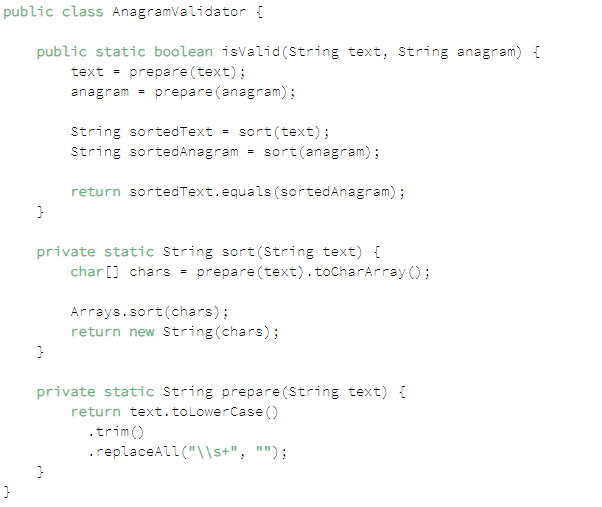 public class AnagramValidator {
    public static boolean isValid(String text, String anagram) {
        text = prepare(text);
        anagram = prepare(anagram);
        String sortedText = sort(text);
        String sortedAnagram = sort(anagram);
        return sortedText.equals(sortedAnagram);
    }
    private static String sort(String text) {
        char[] chars = prepare(text).toCharArray();
        Arrays.sort(chars);
        return new String(chars);
    }
    private static String prepare(String text) {
        return text.toLowerCase()
          .trim()
          .replaceAll("\\s+", "");
    }
}